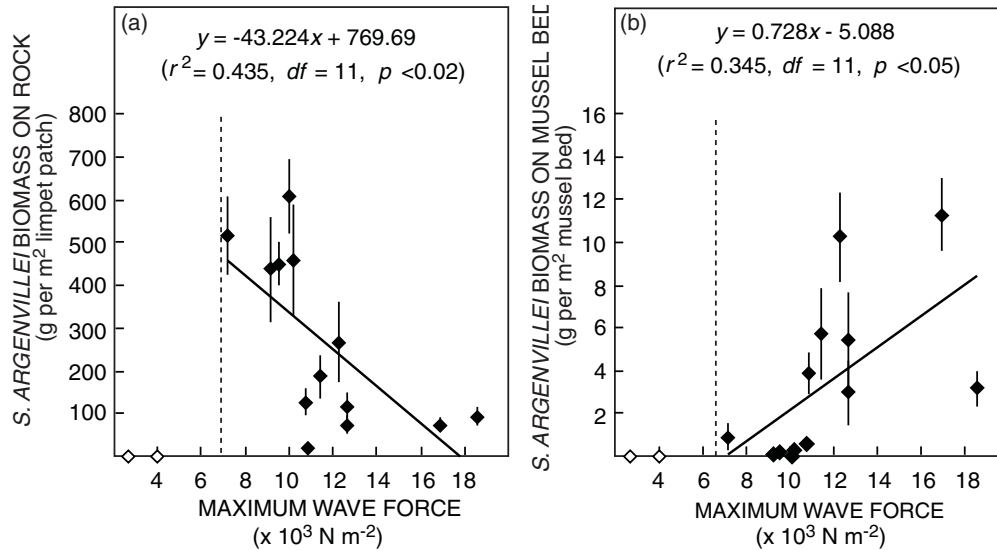 (a)
y = -43.224x + 769.69
(r² = 0.435, df = 11, p <0.02)
S. ARGENVILLEI BIOMASS ON ROCK
(g per m² limpet patch)
800
700
600
500
400
300
200
100
4
6
8
10
12
14
16
18
MAXIMUM WAVE FORCE
(x 10³ N m⁻²)
(b)
y = 0.728x - 5.088
(r² = 0.345, df = 11, p <0.05)
S. ARGENVILLEI BIOMASS ON MUSSEL BED
(g per m² mussel bed)
16
14
12
10
8
6
4
2
4
6
8
10
12
14
16
18
MAXIMUM WAVE FORCE
(x 10³ N m⁻²)